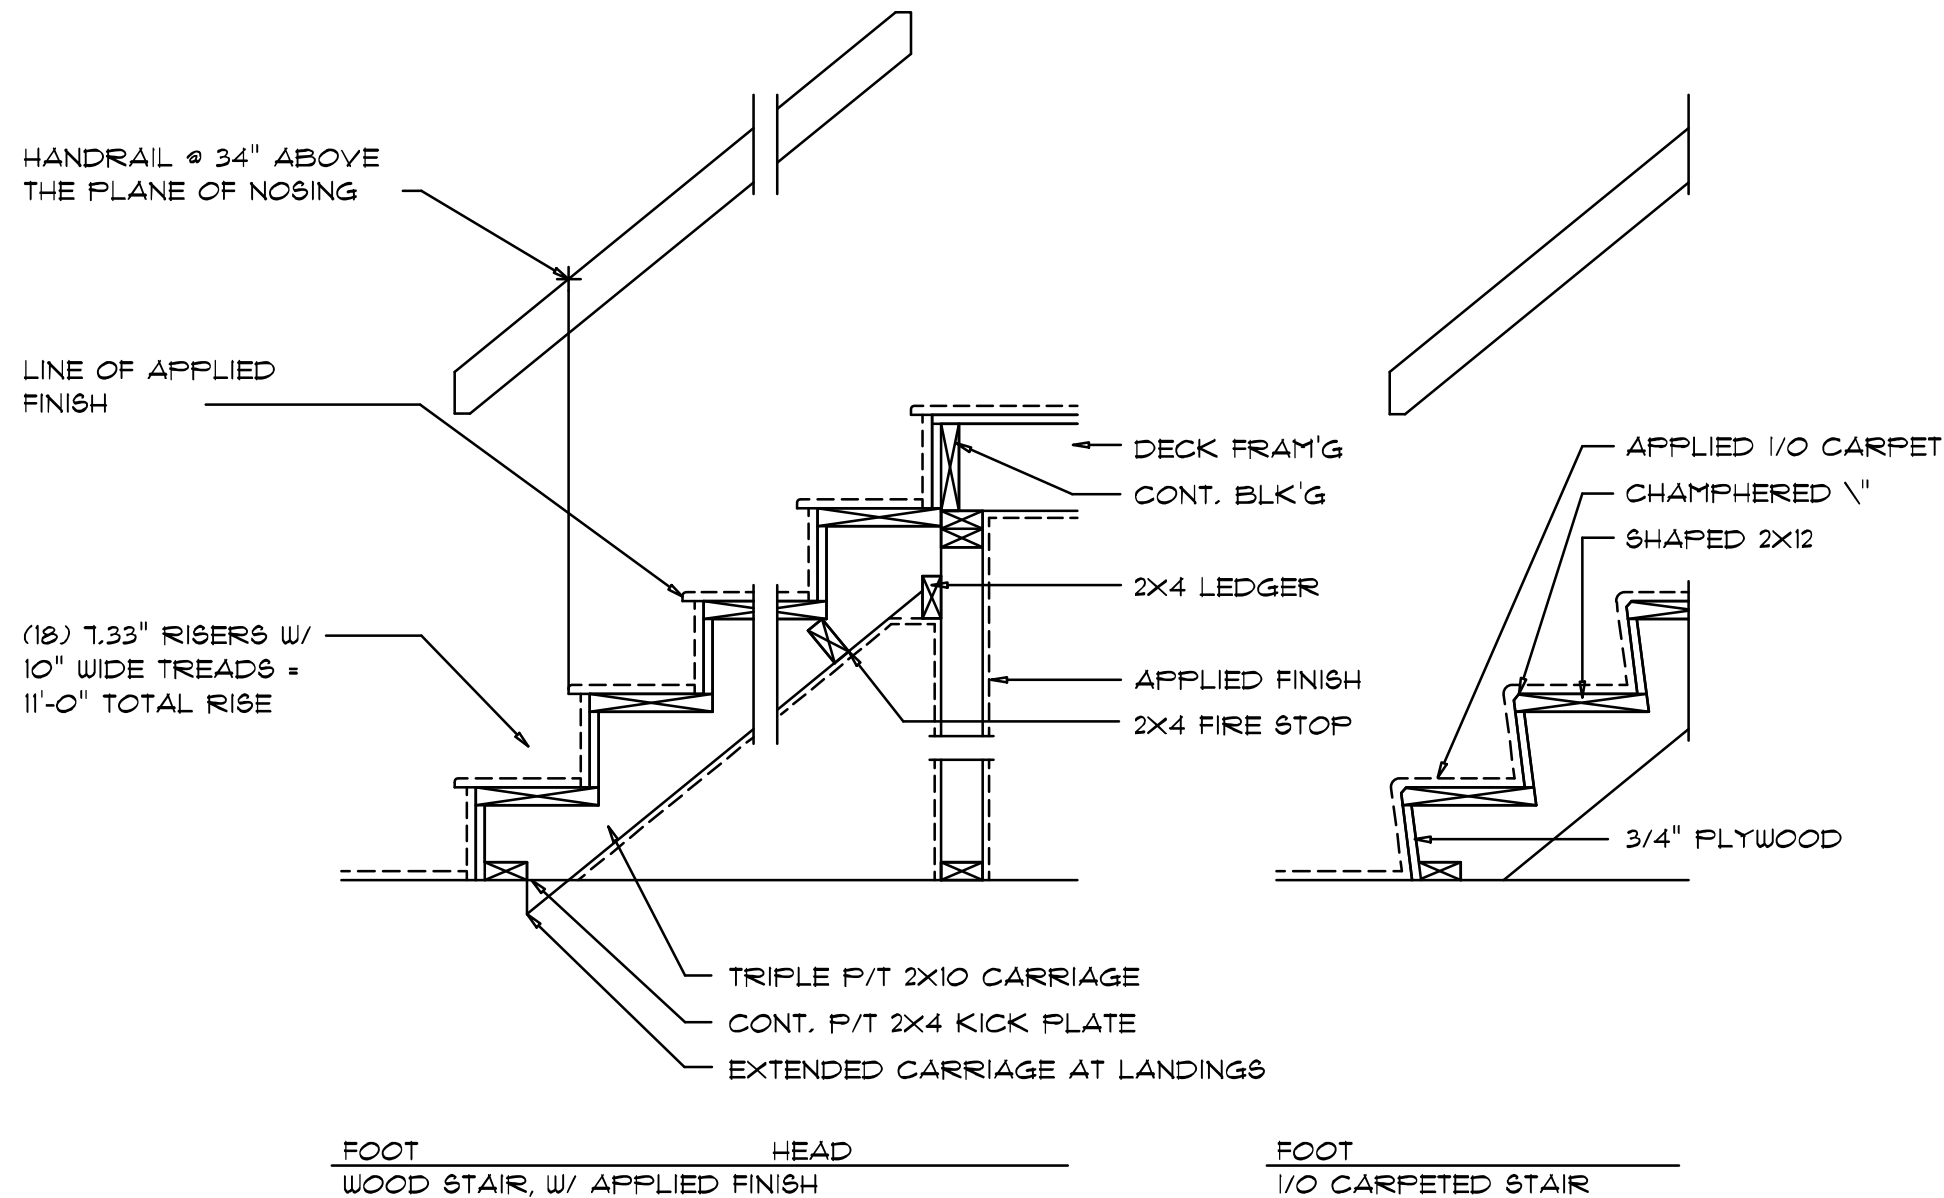 HANDRAIL @ 34" ABOVE
THE PLANE OF NOSING
LINE OF APPLIED
FINISH
(18) 7.33" RISERS W/
10" WIDE TREADS =
11'-0" TOTAL RISE
DECK FRAM'G
CONT. BLK'G
2X4 LEDGER
APPLIED FINISH
2X4 FIRE STOP
TRIPLE P/T 2X10 CARRIAGE
CONT. P/T 2X4 KICK PLATE
EXTENDED CARRIAGE AT LANDINGS
FOOT HEAD
WOOD STAIR, W/ APPLIED FINISH
APPLIED I/O CARPET
CHAMPHERED \"
SHAPED 2X12
3/4" PLYWOOD
FOOT
I/O CARPETED STAIR